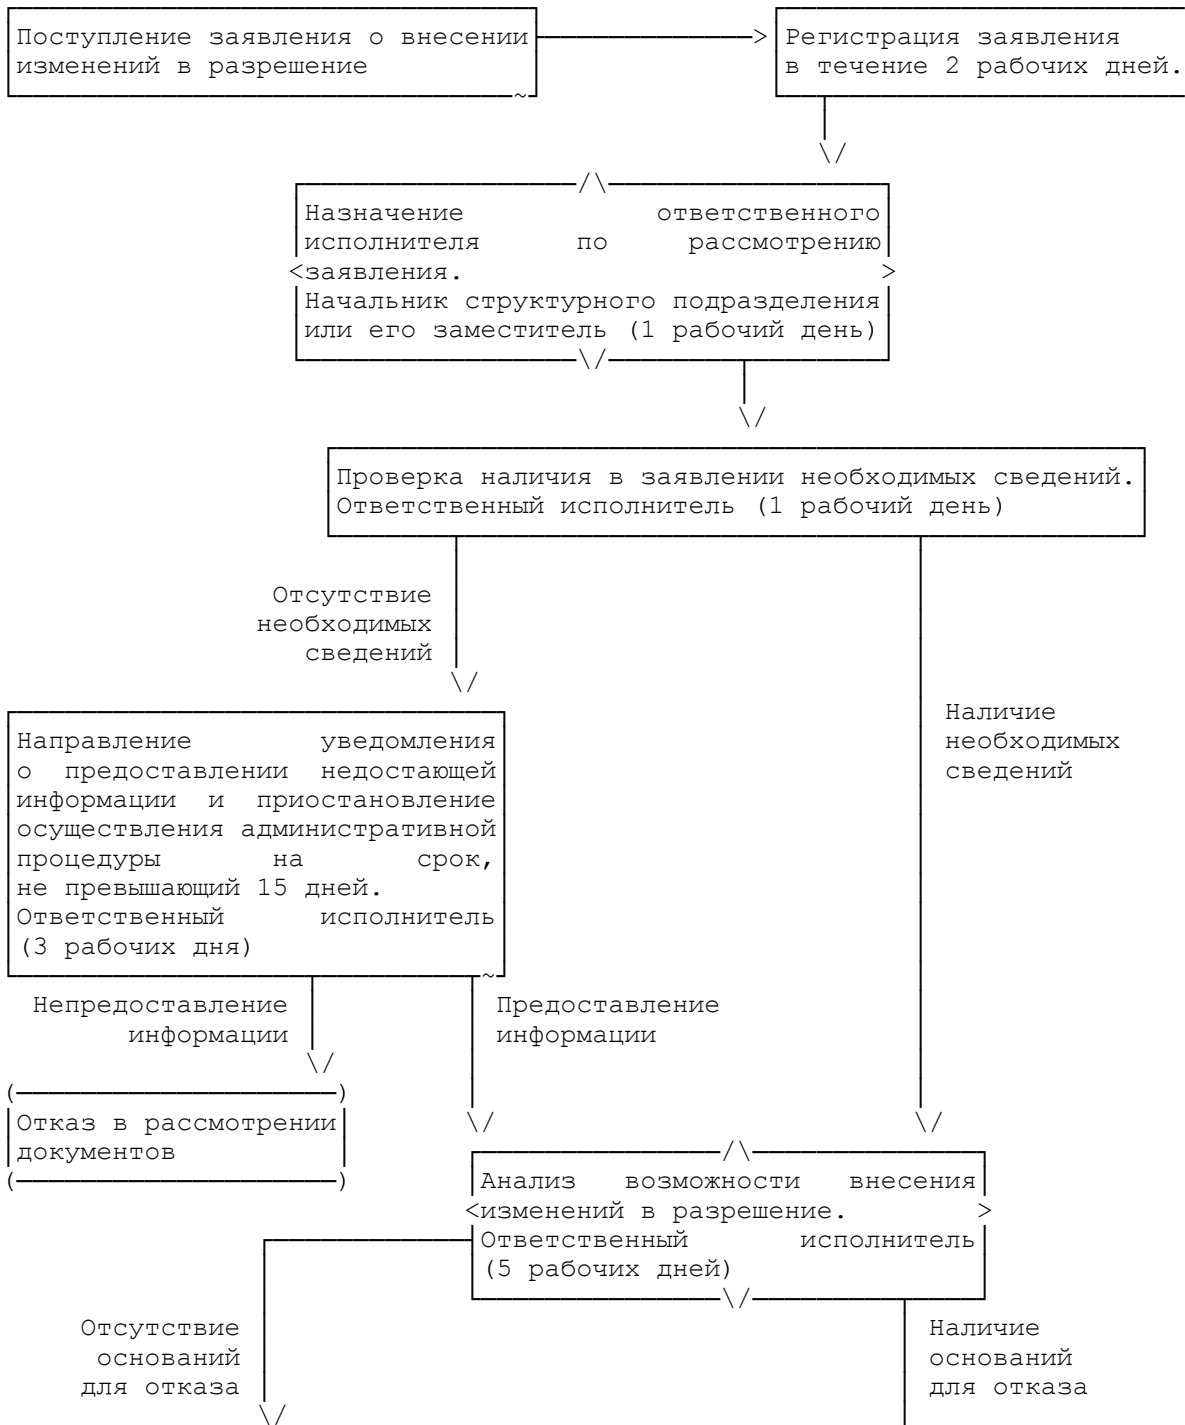 Поступление заявления о внесении
изменений в разрешение
Регистрация заявления
в течение 2 рабочих дней.
Назначение ответственного
исполнителя по рассмотрению
заявления.
Начальник структурного подразделения
или его заместитель (1 рабочий день)
Проверка наличия в заявлении необходимых сведений.
Ответственный исполнитель (1 рабочий день)
Отсутствие
необходимых
сведений
Наличие
необходимых
сведений
Направление уведомления
о предоставлении недостающей
информации и приостановление
осуществления административной
процедуры на срок,
не превышающий 15 дней.
Ответственный исполнитель
(3 рабочих дня)
Непредоставление
информации
Предоставление
информации
Отказ в рассмотрении
документов
Анализ возможности внесения
изменений в разрешение.
Ответственный исполнитель
(5 рабочих дней)
Отсутствие
оснований
для отказа
Наличие
оснований
для отказа